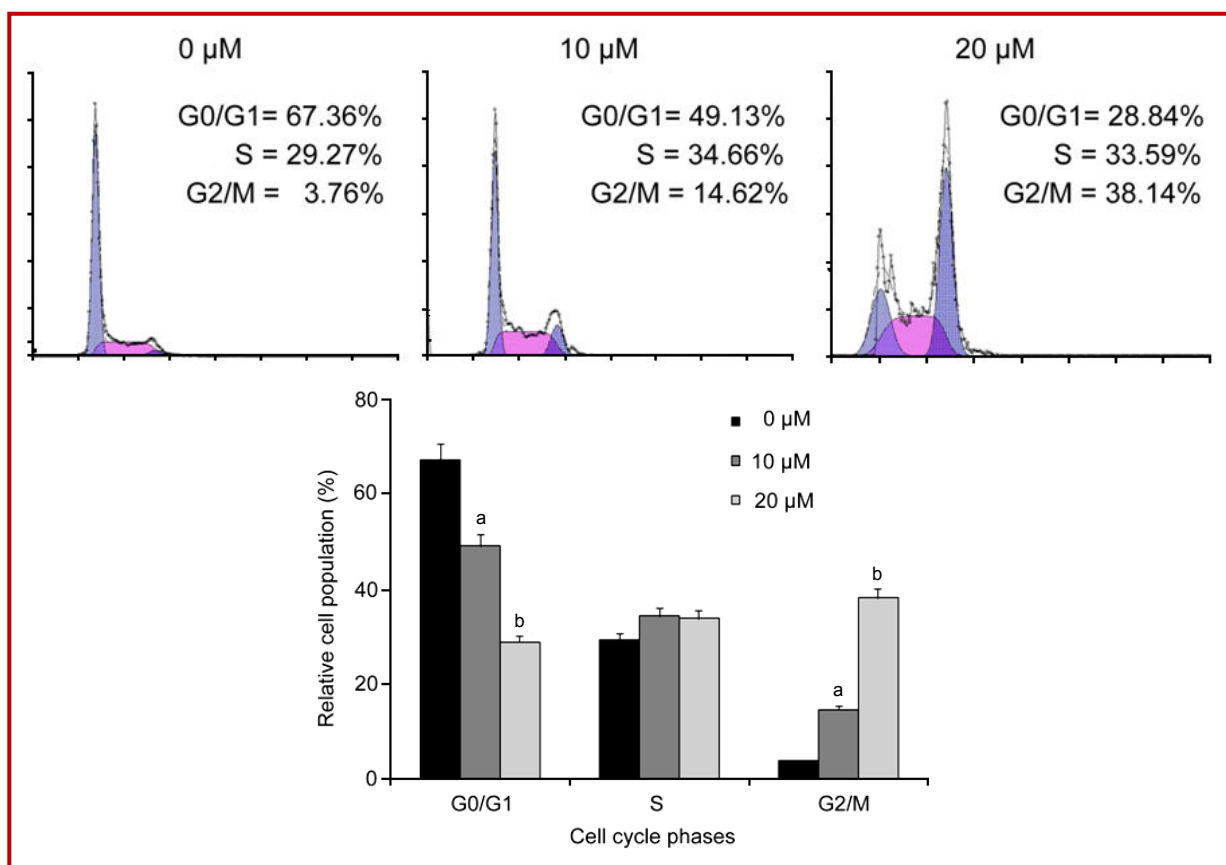 0 µM
G0/G1= 67.36%
S = 29.27%
G2/M = 3.76%
10 µM
G0/G1= 49.13%
S = 34.66%
G2/M = 14.62%
20 µM
G0/G1= 28.84%
S = 33.59%
G2/M = 38.14%
Relative cell population (%)
80
60
40
20
0
a
b
a
b
0 µM
10 µM
20 µM
G0/G1
S
G2/M
Cell cycle phases